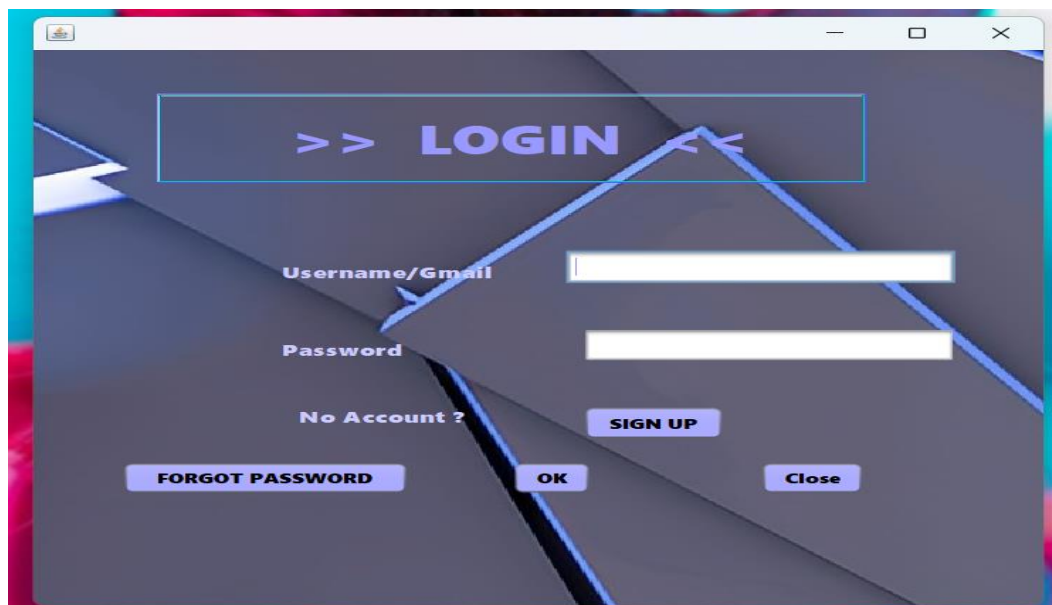 >> LOGIN <<
Username/Gmail
Password
No Account ?
SIGN UP
FORGOT PASSWORD
OK
Close